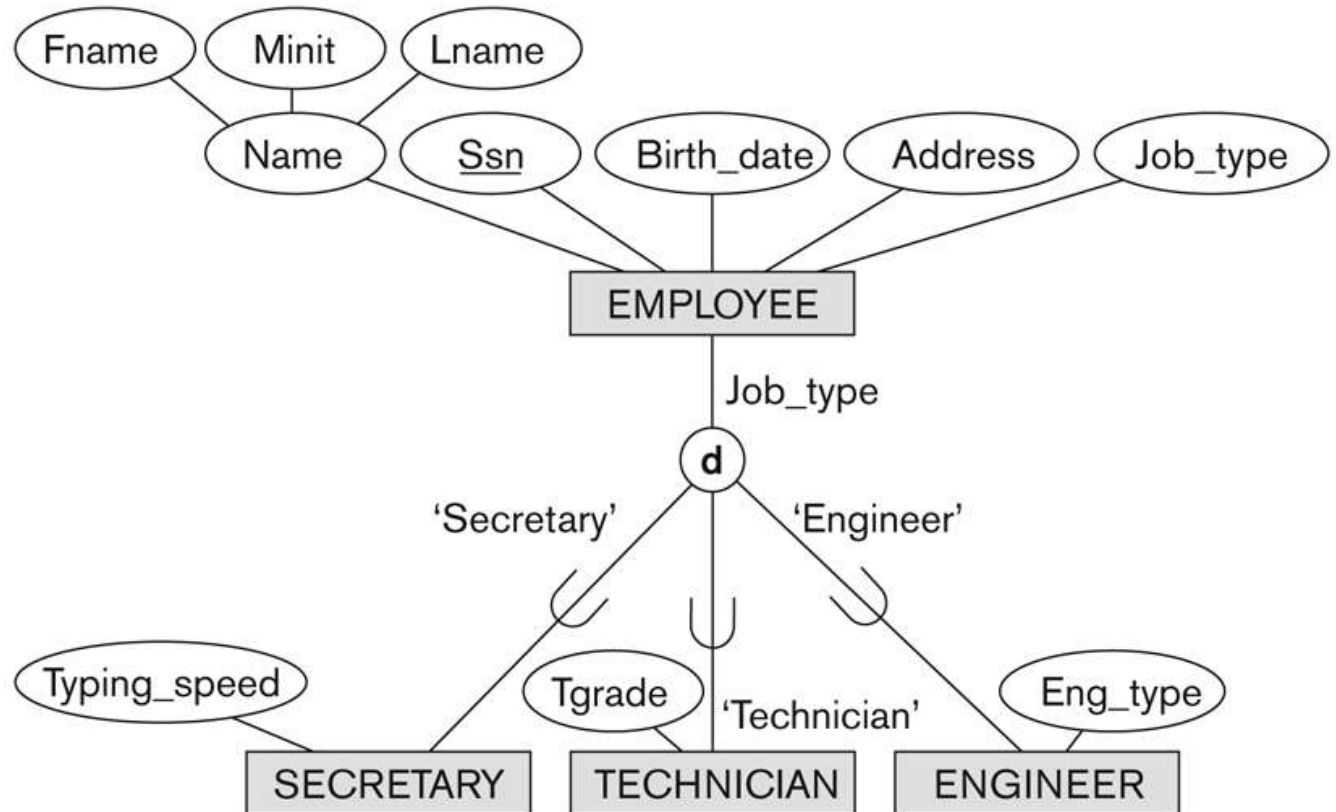 Fname Minit Lname
Name Ssn Birth_date Address Job_type
EMPLOYEE
Job_type
d
‘Secretary’ ‘Engineer’
Typing_speed Tgrade Eng_type
‘Technician’
SECRETARY TECHNICIAN ENGINEER